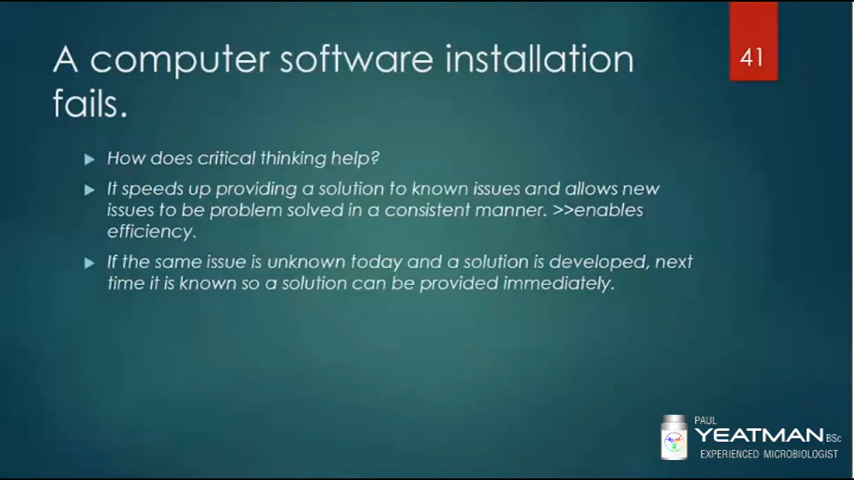 A computer software installation
fails.
41
How does critical thinking help?
It speeds up providing a solution to known issues and allows new
issues to be problem solved in a consistent manner. >>enables
efficiency.
If the same issue is unknown today and a solution is developed, next
time it is known so a solution can be provided immediately.
PAUL
YEATMAN BSc
EXPERIENCED MICROBIOLOGIST